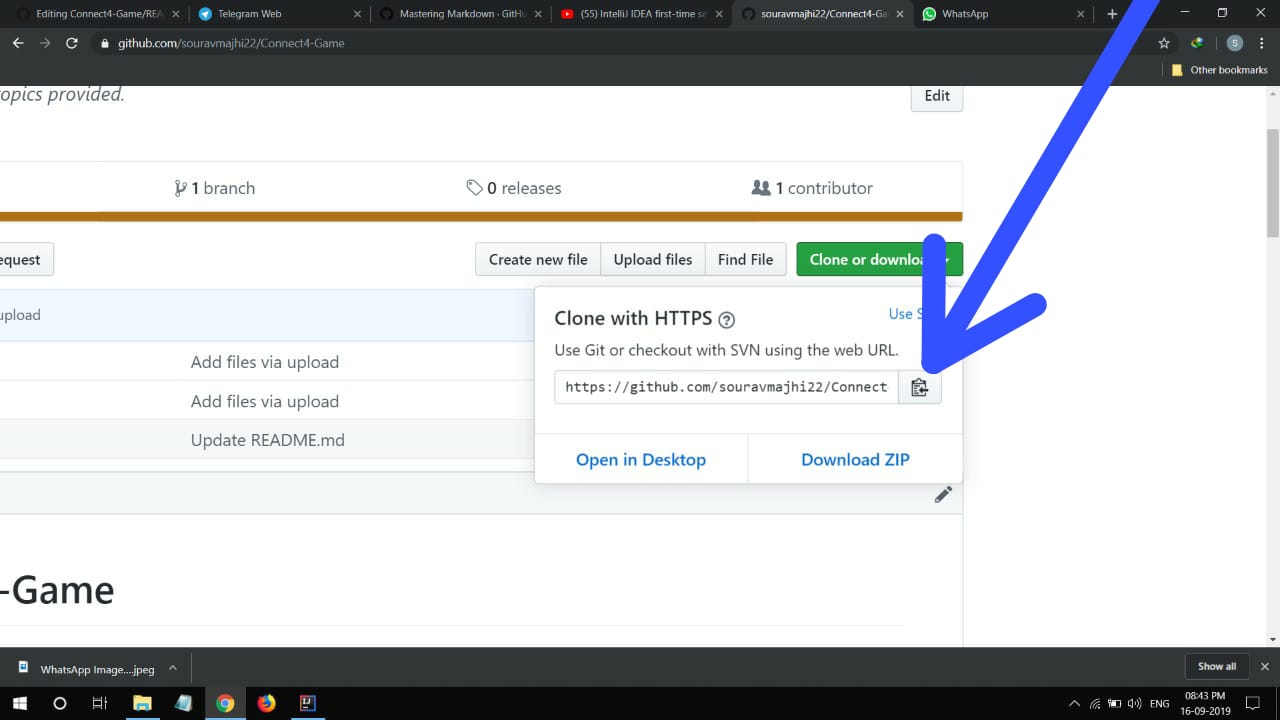 Editing Connect4-Game/REA
Telegram Web
Mastering Markdown · GitHu
(55) IntelliJ IDEA first-time se
souravmajhi22/Connect4-Ga
WhatsApp
github.com/souravmajhi22/Connect4-Game
S
Other bookmarks
opics provided.
Edit
1 branch
0 releases
1 contributor
equest
Create new file
Upload files
Find File
Clone or downloa
upload
Clone with HTTPS
Use S
Use Git or checkout with SVN using the web URL.
Add files via upload
https://github.com/souravmajhi22/Connect
Add files via upload
Update README.md
Open in Desktop
Download ZIP
-Game
WhatsApp Image....jpeg
Show all
ENG
08:43 PM
16-09-2019